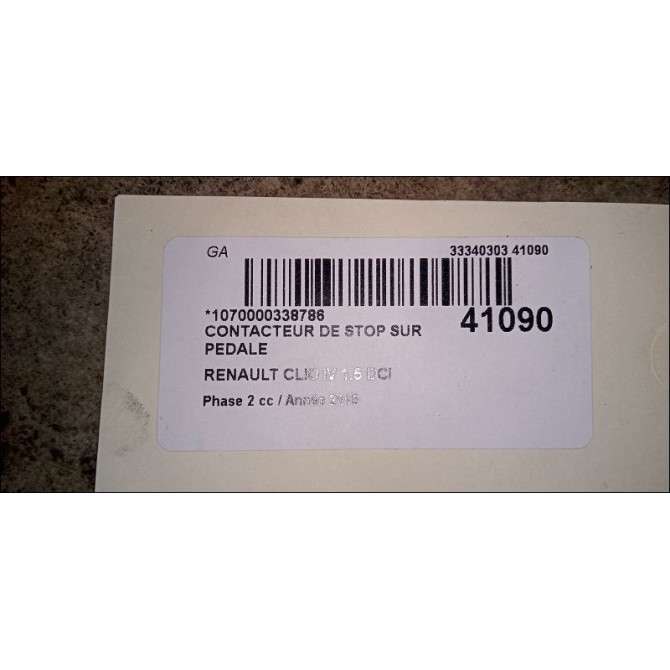 GA
33340303 41090
*1070000338786
41090
CONTACTEUR DE STOP SUR
PEDALE
RENAULT CLIO IV 1.5 DCI
Phase 2 cc / Année